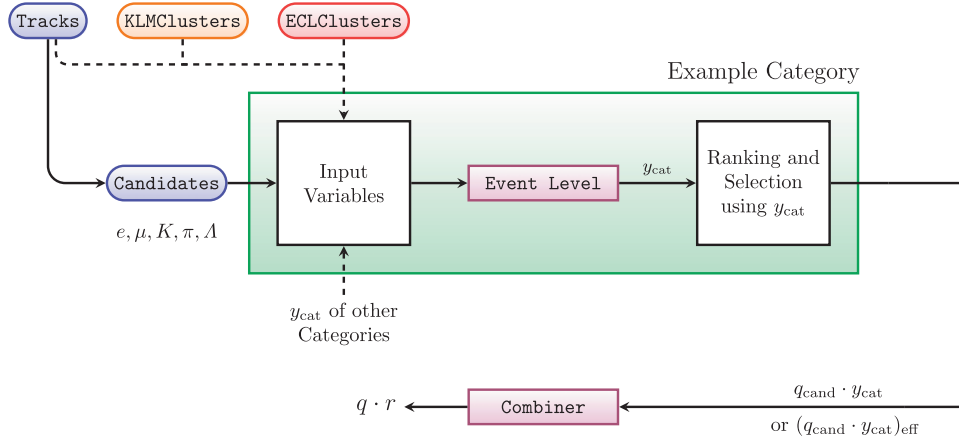 Tracks
KLMClusters
ECLClusters
Example Category
Input
Variables
Event Level
y_cat
Ranking and
Selection
using y_cat
Candidates
e, μ, K, π, Λ
y_cat of other
Categories
q · r
Combiner
q_cand · y_cat
or (q_cand · y_cat)_eff